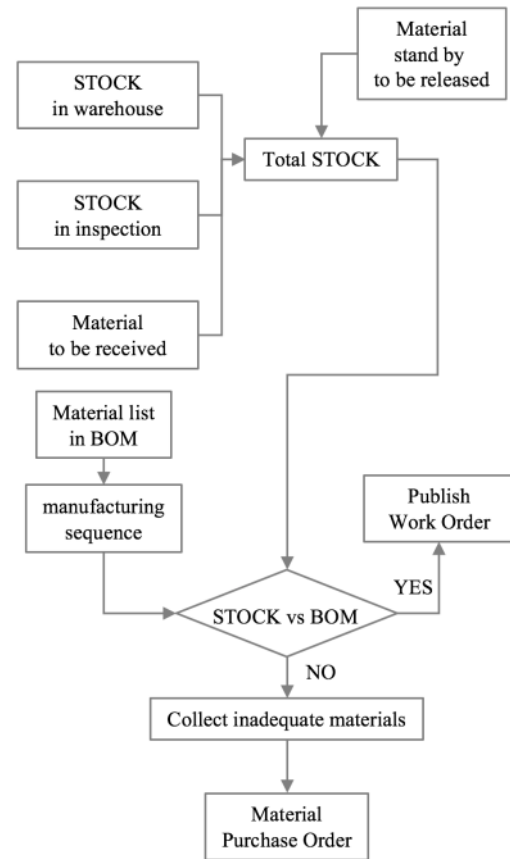 Material
stand by
to be released
STOCK
in warehouse
Total STOCK
STOCK
in inspection
Material
to be received
Material list
in BOM
manufacturing
sequence
Publish
Work Order
YES
STOCK vs BOM
NO
Collect inadequate materials
Material
Purchase Order